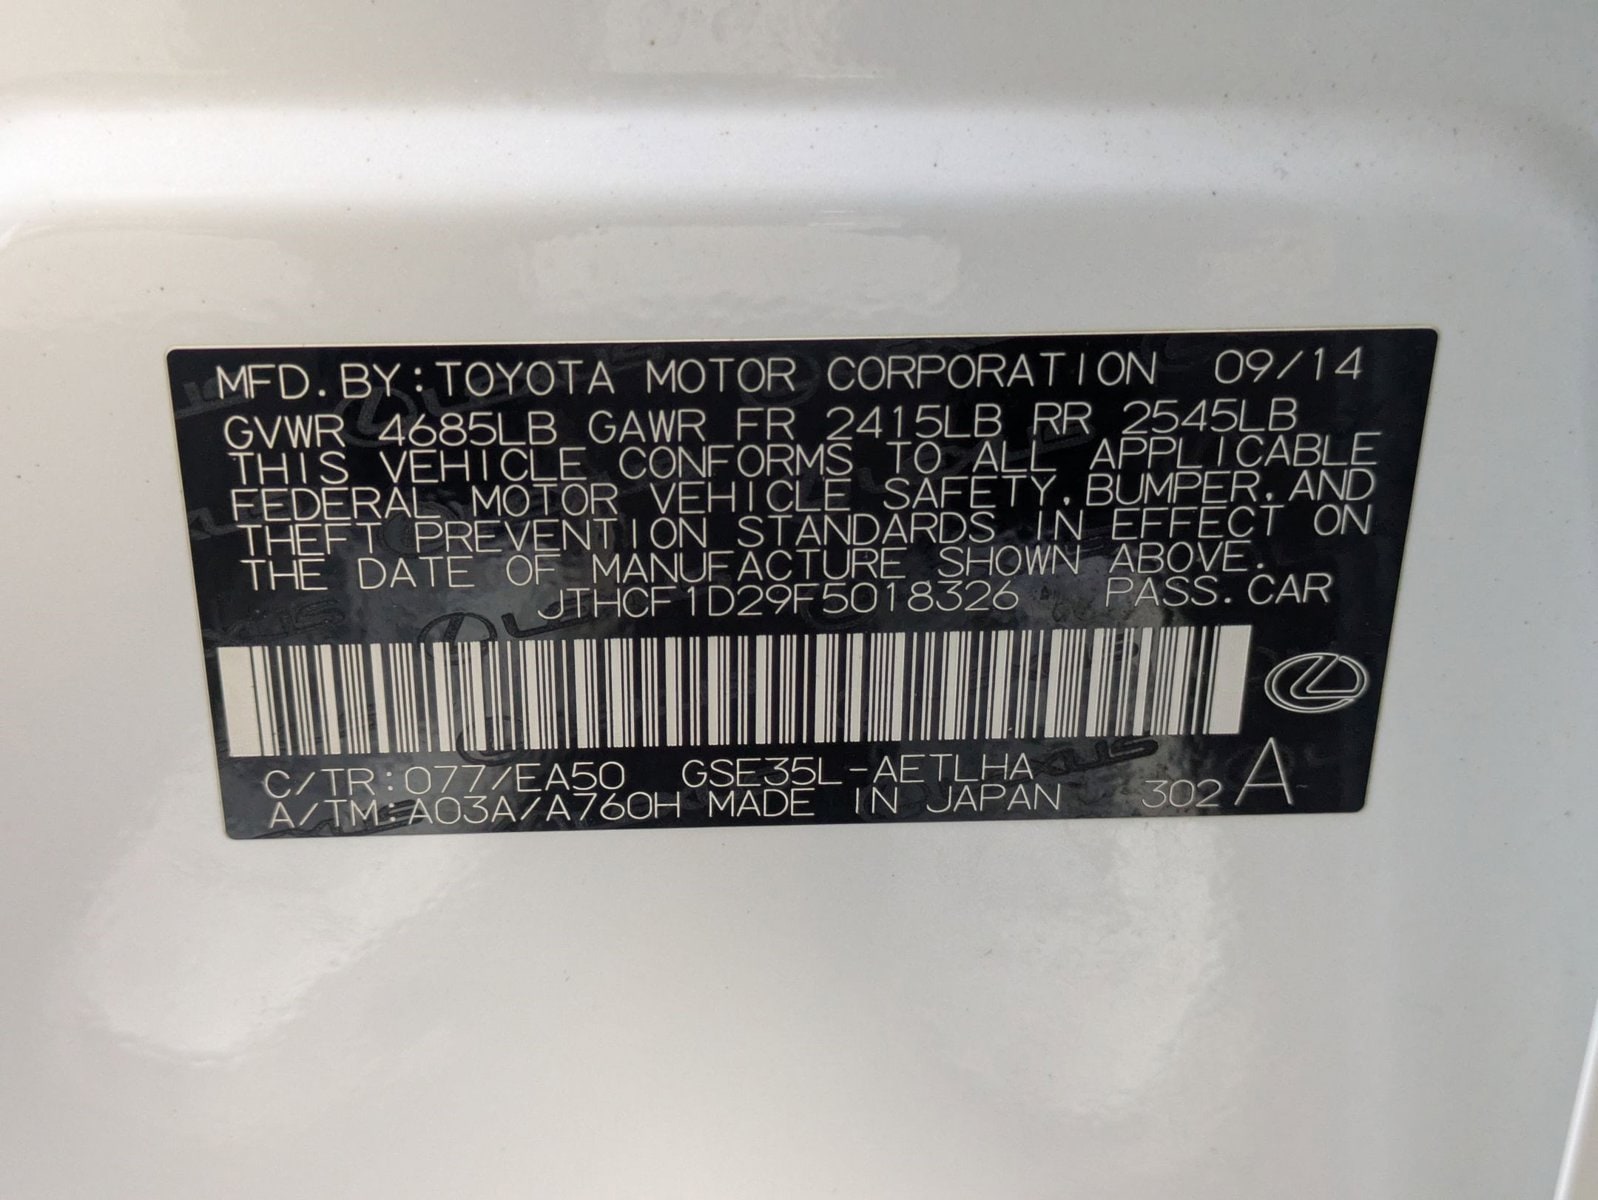 MFD. BY: TOYOTA MOTOR CORPORATION 09/14
GVWR 4685LB GAWR FR 2415LB RR 2545LB
THIS VEHICLE CONFORMS TO ALL APPLICABLE
FEDERAL MOTOR VEHICLE SAFETY, BUMPER, AND
THEFT PREVENTION STANDARDS IN EFFECT ON
THE DATE OF MANUFACTURE SHOWN ABOVE.
JTHCF1D29F5018326 PASS. CAR
C/TR: 077/EA50 GSE35L-AETLHA
A/TM: A03A/A760H MADE IN JAPAN 302 A